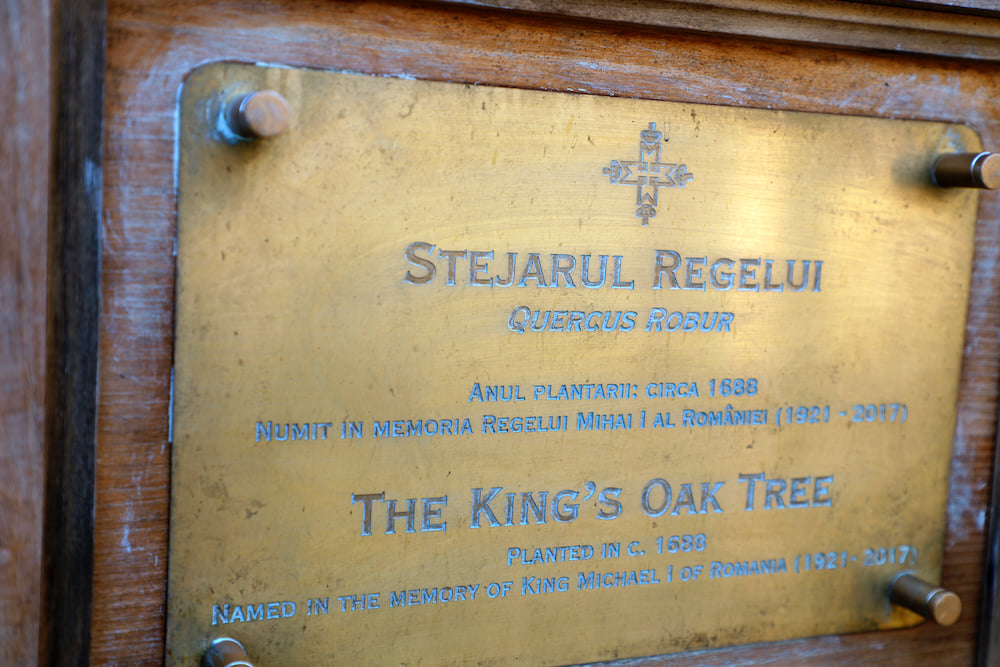 STEJARUL REGELUI
QUERCUS ROBUR
ANUL PLANTARII: CIRCA 1688
NUMIT IN MEMORIA REGELUI MIHAI I AL ROMÂNIEI (1921 - 2017)
THE KING'S OAK TREE
PLANTED IN C. 1688
NAMED IN THE MEMORY OF KING MICHAEL I OF ROMANIA (1921 - 2017)